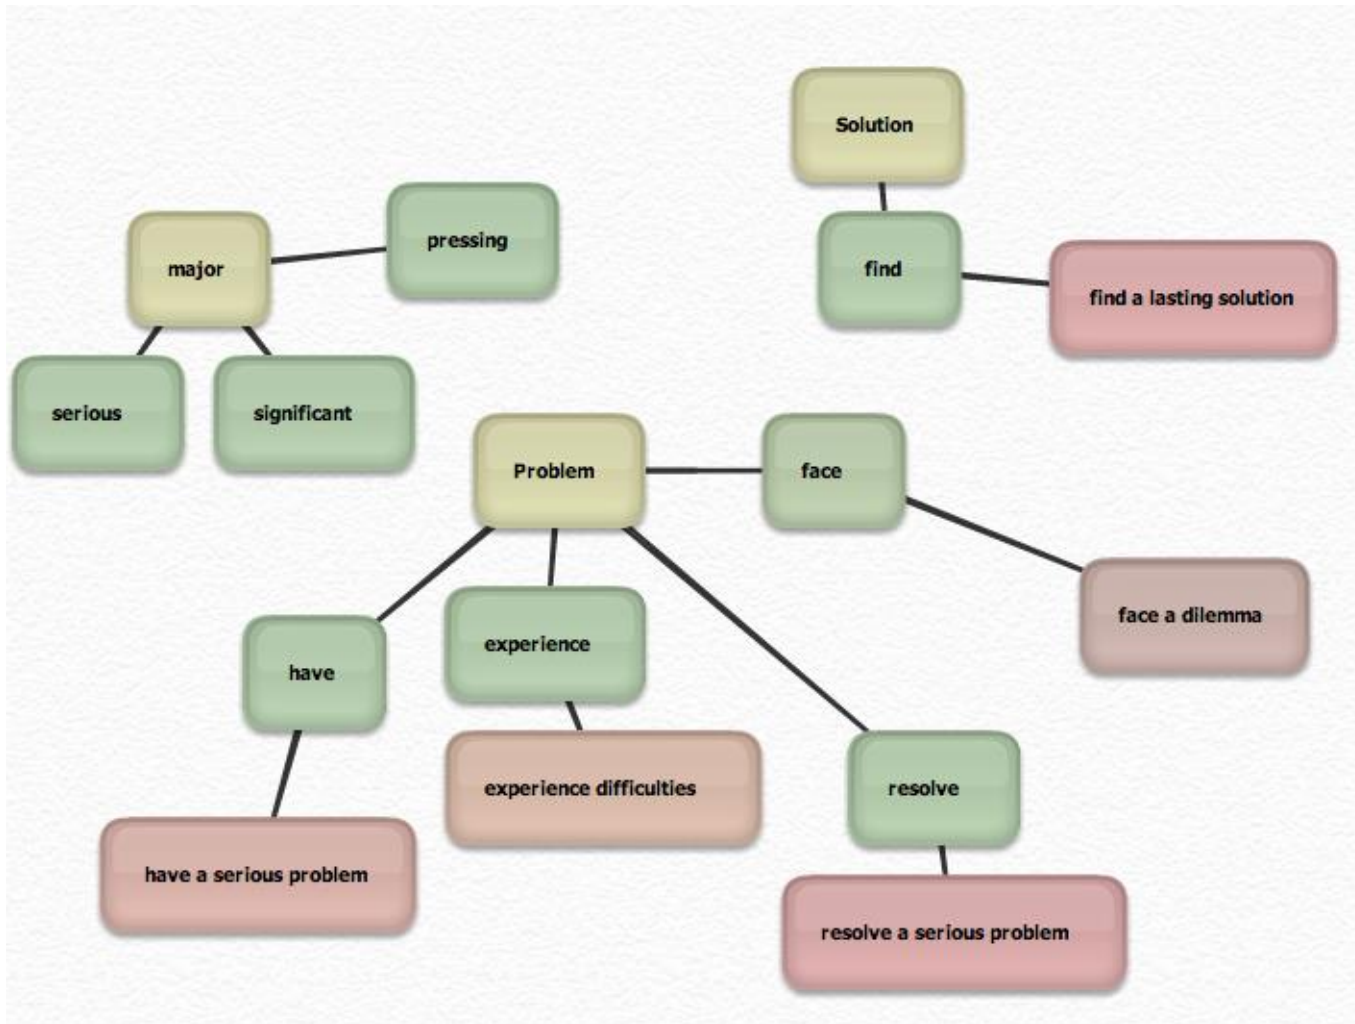 Solution
pressing
major
find
find a lasting solution
serious
significant
Problem
face
face a dilemma
experience
have
experience difficulties
resolve
have a serious problem
resolve a serious problem